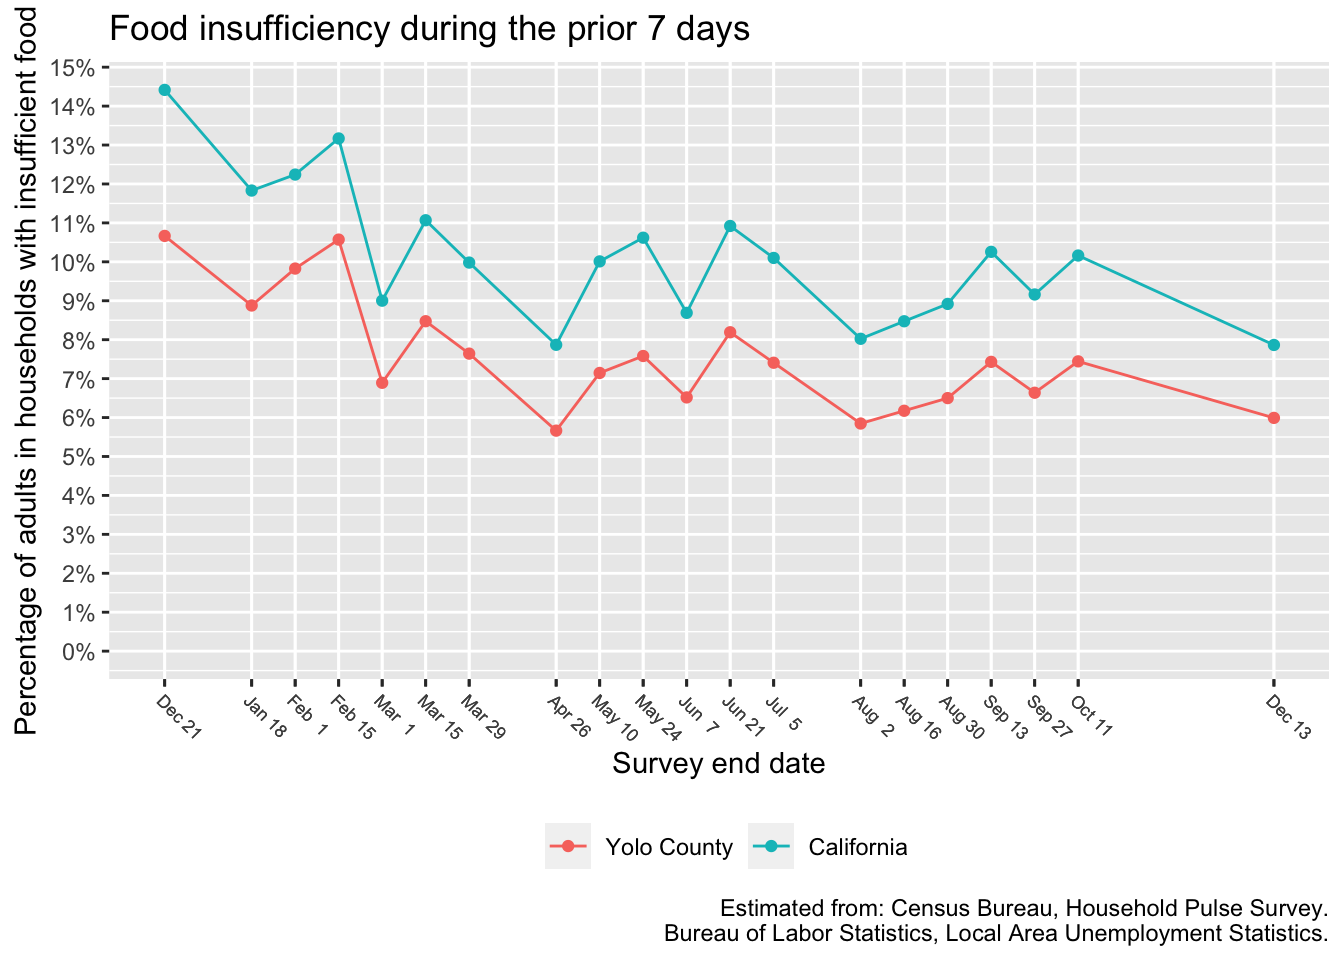 Food insufficiency during the prior 7 days
Percentage of adults in households with insufficient food
15%
14%
13%
12%
11%
10%
9%
8%
7%
6%
5%
4%
3%
2%
1%
0%
Dec 21
Jan 18
Feb 1
Feb 15
Mar 1
Mar 15
Mar 29
Apr 26
May 10
May 24
Jun 7
Jun 21
Jul 5
Aug 2
Aug 16
Aug 30
Sep 13
Sep 27
Oct 11
Dec 13
Survey end date
Yolo County
California
Estimated from: Census Bureau, Household Pulse Survey.
Bureau of Labor Statistics, Local Area Unemployment Statistics.